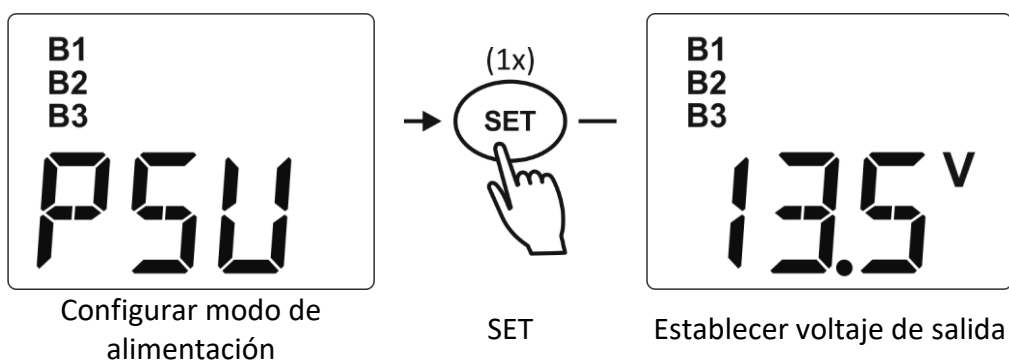 B1
B2
B3
PSU
Configurar modo de
alimentación
(1x)
SET
SET
B1
B2
B3
13.5 V
Establecer voltaje de salida